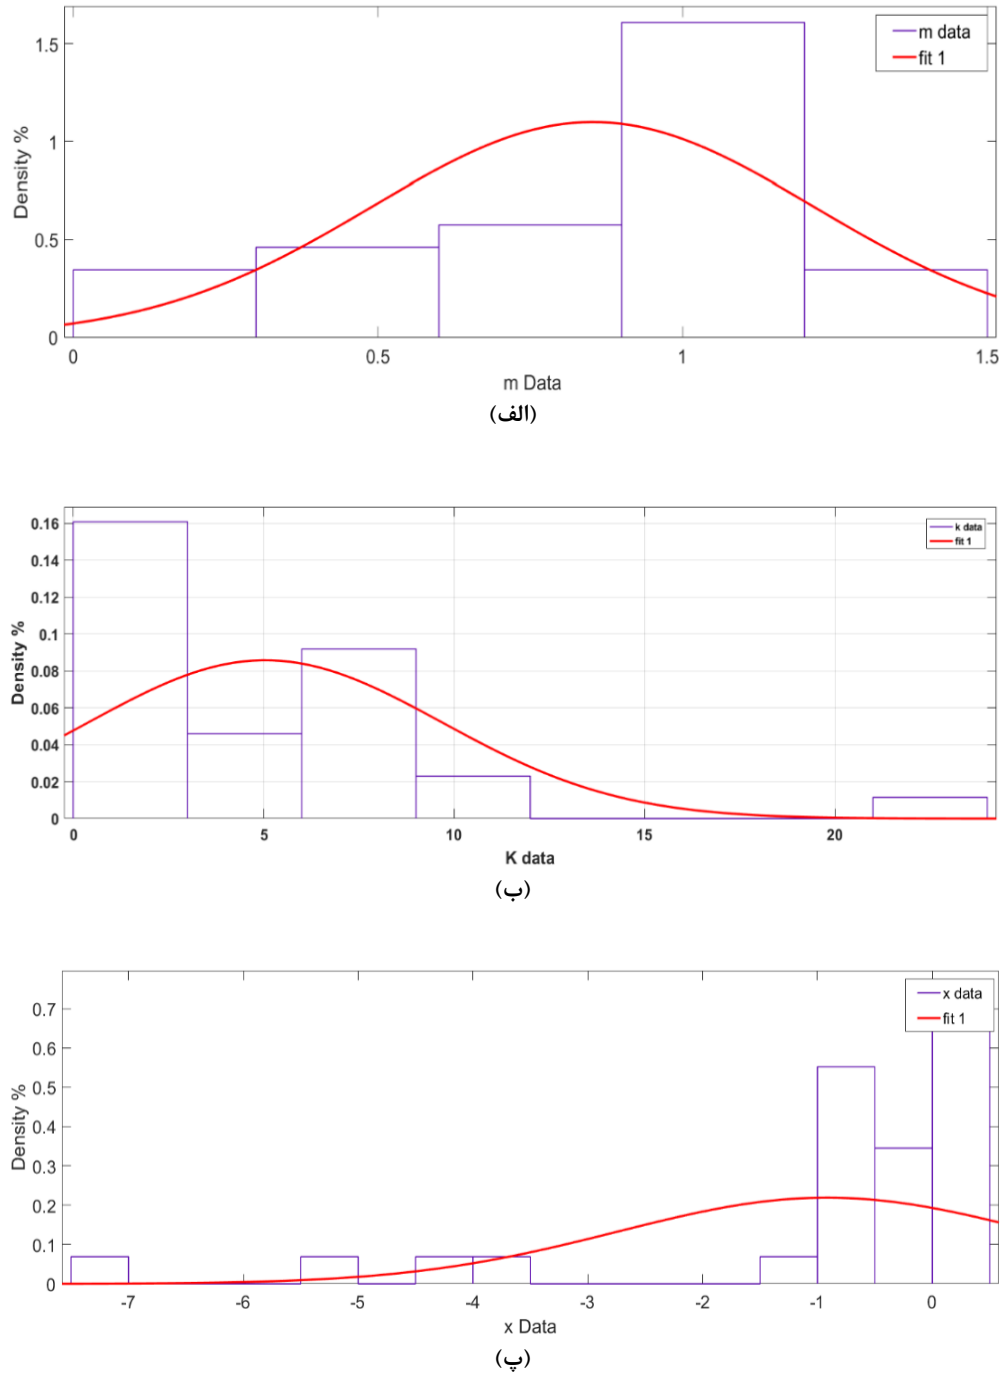 1.5
1
0.5
0
Density %
m data
fit 1
0 0.5 1 1.5
m Data
(الف)
0.16
0.14
0.12
0.1
0.08
0.06
0.04
0.02
0
Density %
k data
fit 1
0 5 10 15 20
K data
(ب)
0.7
0.6
0.5
0.4
0.3
0.2
0.1
0
Density %
x data
fit 1
-7 -6 -5 -4 -3 -2 -1 0
x Data
(پ)